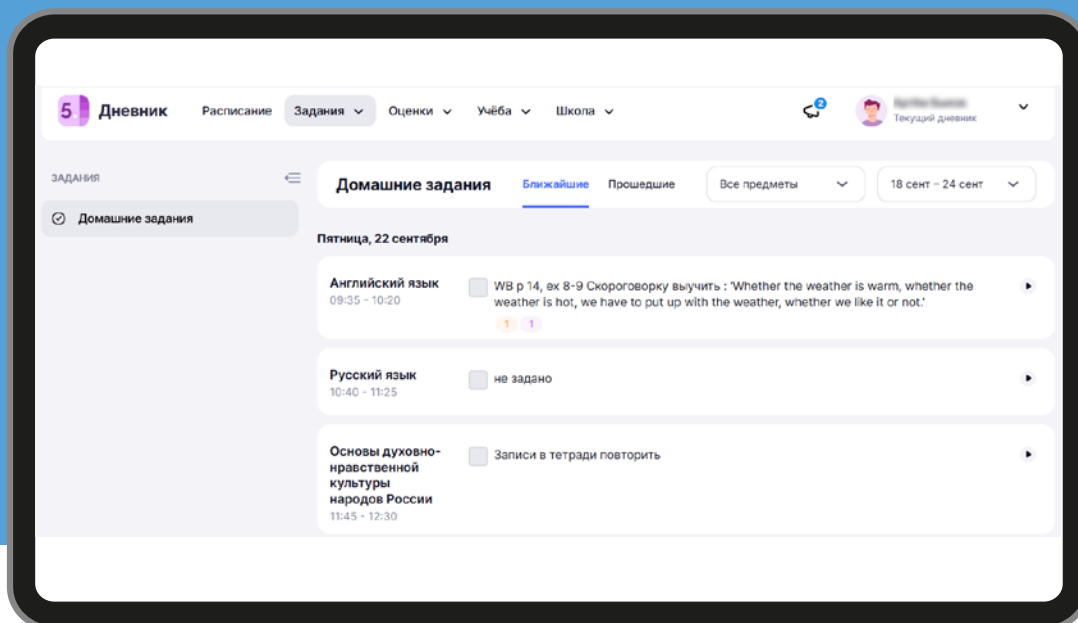 5. Дневник Расписание Задания Оценки Учёба Школа 2
Текущий дневник
ЗАДАНИЯ
Домашние задания Ближайшие Прошедшие Все предметы 18 сент – 24 сент
Домашние задания
Пятница, 22 сентября
Английский язык
09:35 - 10:20
WB p 14, ex 8-9 Скороговорку выучить : 'Whether the weather is warm, whether the
weather is hot, we have to put up with the weather, whether we like it or not.'
1 1
Русский язык
10:40 - 11:25
не задано
Основы духовно-
нравственной
культуры
народов России
11:45 - 12:30
Записи в тетради повторить